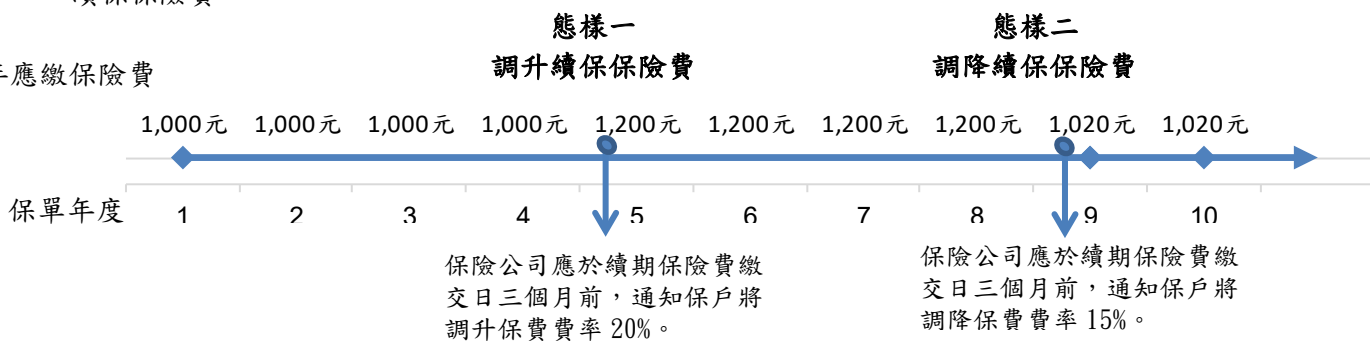 態樣一
調升續保保險費
態樣二
調降續保保險費
應繳保險費
1,000元 1,000元 1,000元 1,000元 1,200元 1,200元 1,200元 1,200元 1,020元 1,020元
保單年度 1 2 3 4 5 6 7 8 9 10
保險公司應於續期保險費繳
交日三個月前，通知保戶將
調升保費費率 20%。
保險公司應於續期保險費繳
交日三個月前，通知保戶將
調降保費費率 15%。